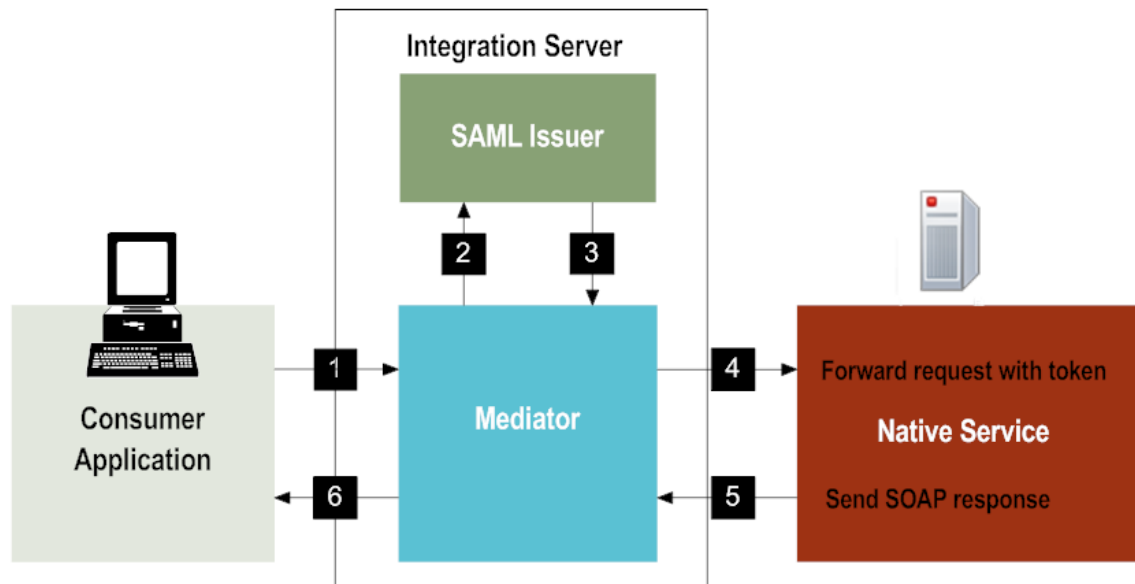 Integration Server
SAML Issuer
2
3
1
4
Forward request with token
Consumer
Application
Mediator
Native Service
6
5
Send SOAP response